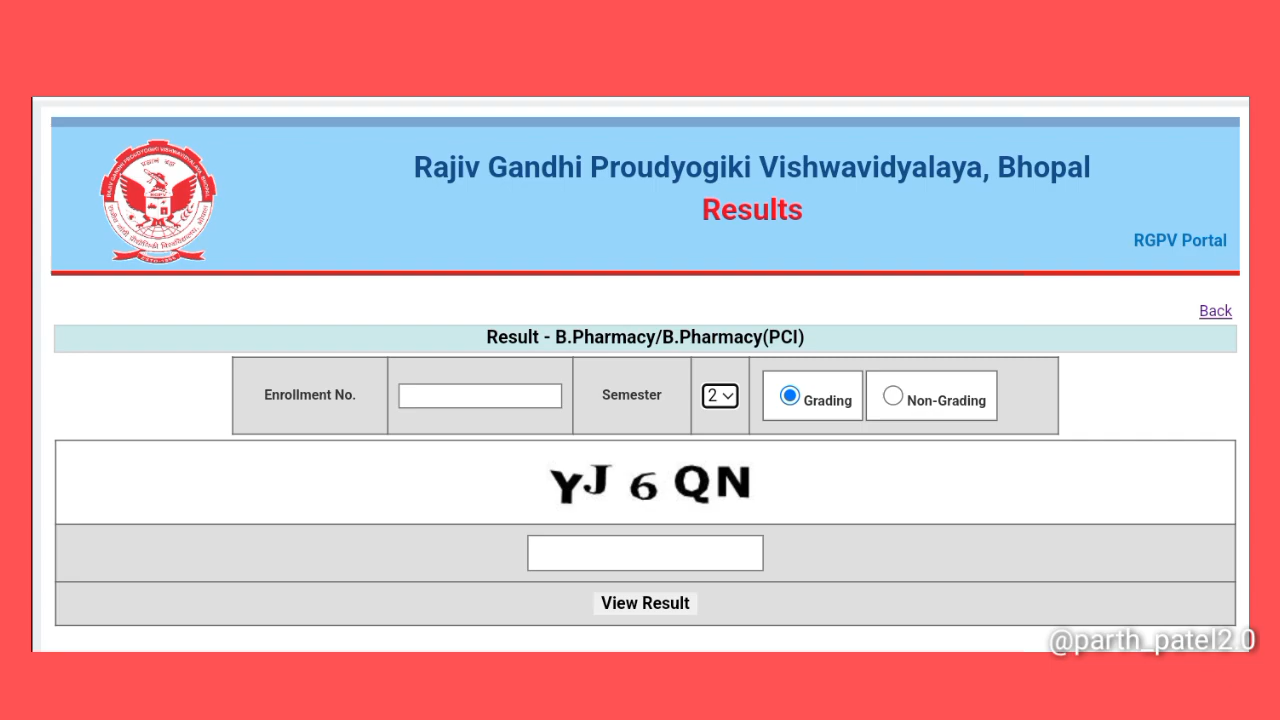 Rajiv Gandhi Proudyogiki Vishwavidyalaya, Bhopal
Results
RGPV Portal
Back
Result - B.Pharmacy/B.Pharmacy(PCI)
Enrollment No. Semester 2 Grading Non-Grading
YJ 6 QN
View Result
@parth_patel2.0